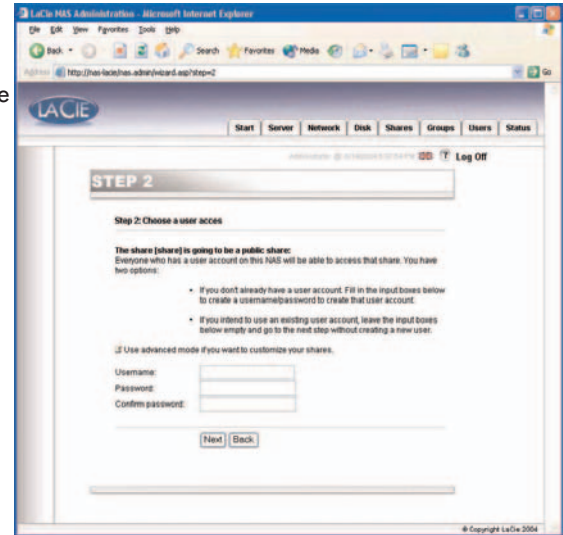 LaCie NAS Administration - Microsoft Internet Explorer
File Edit View Favorites Tools Help
Back Search Favorites Media
Address http://nas-lacie/nas.admin/wizard.asp?step=2 Go
e
LACIE
Start Server Network Disk Shares Groups Users Status
? Log Off
STEP 2
Step 2: Choose a user acces
The share [share] is going to be a public share:
Everyone who has a user account on this NAS will be able to access that share. You have
two options:
• If you don't already have a user account. Fill in the input boxes below
to create a username/password to create that user account.
• If you intend to use an existing user account, leave the input boxes
below empty and go to the next step without creating a new user.
Use advanced mode if you want to customize your shares.
Username:
Password:
Confirm password:
Next Back
© Copyright LaCie 2004